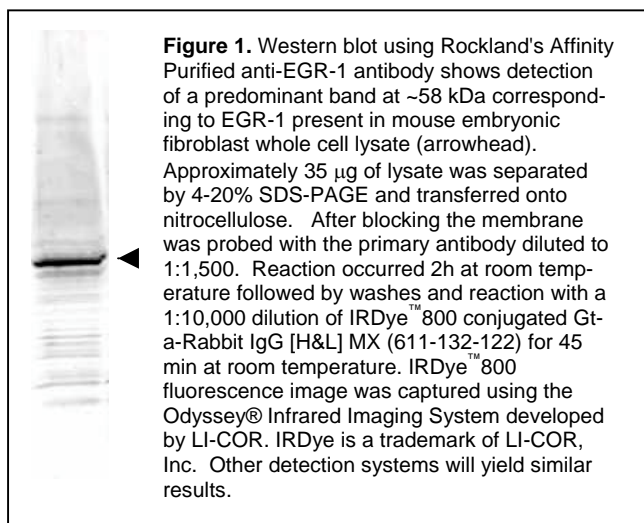 Figure 1. Western blot using Rockland's Affinity
Purified anti-EGR-1 antibody shows detection
of a predominant band at ~58 kDa correspond-
ing to EGR-1 present in mouse embryonic
fibroblast whole cell lysate (arrowhead).
Approximately 35 μg of lysate was separated
by 4-20% SDS-PAGE and transferred onto
nitrocellulose. After blocking the membrane
was probed with the primary antibody diluted to
1:1,500. Reaction occurred 2h at room temp-
erature followed by washes and reaction with a
1:10,000 dilution of IRDye™800 conjugated Gt-
a-Rabbit IgG [H&L] MX (611-132-122) for 45
min at room temperature. IRDye™800
fluorescence image was captured using the
Odyssey® Infrared Imaging System developed
by LI-COR. IRDye is a trademark of LI-COR,
Inc. Other detection systems will yield similar
results.